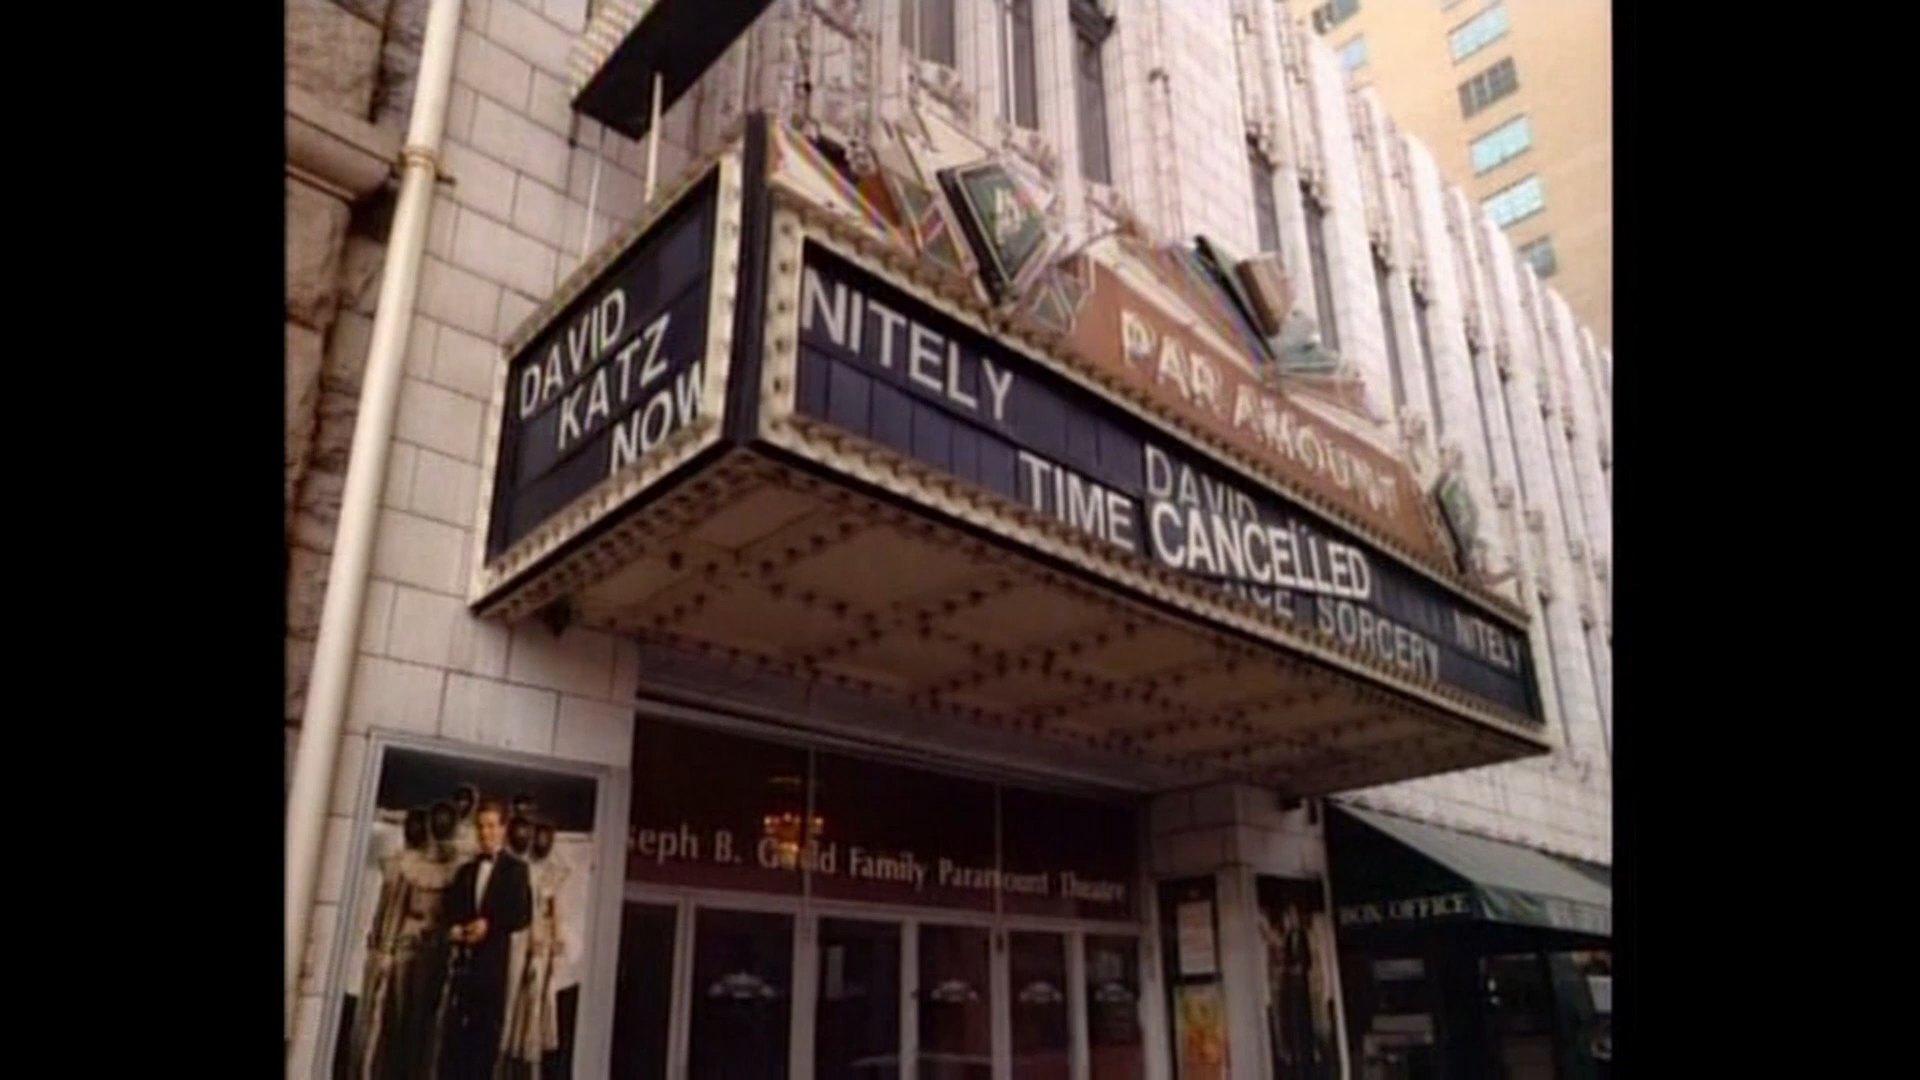 DAVID
KATZ
NOW
PARAMOUNT
NITELY
DAVID
TIME
CANCELLED
SORCERY
NITELY
seph B. Gould Family Paramount Theatre
BOX OFFICE